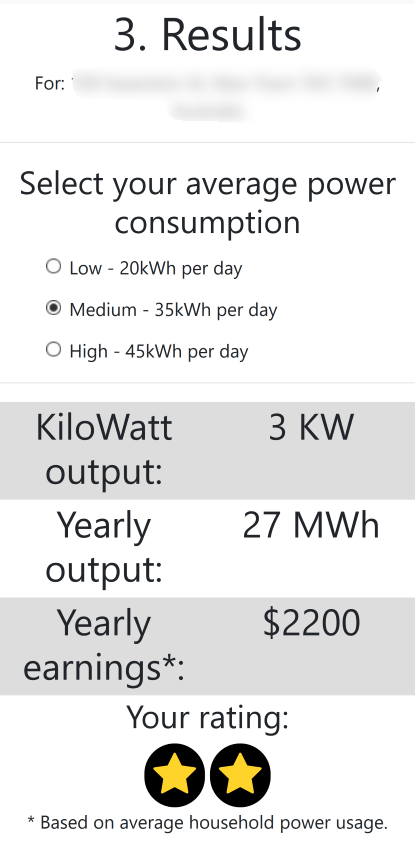 3. Results
For:
Select your average power
consumption
Low - 20kWh per day
Medium - 35kWh per day
High - 45kWh per day
KiloWatt 3 KW
output:
Yearly 27 MWh
output:
Yearly $2200
earnings*:
Your rating:
* Based on average household power usage.